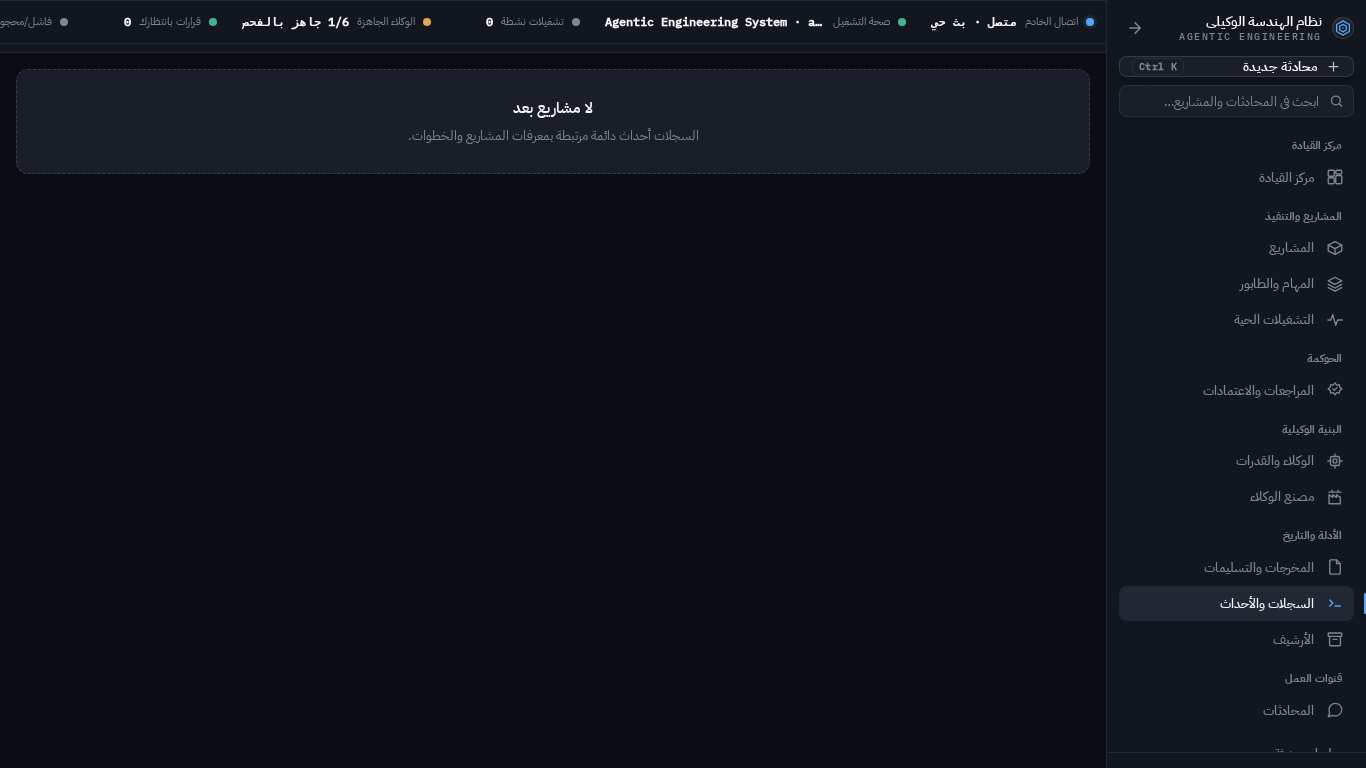 نظام الهندسة الوكيلي
AGENTIC ENGINEERING
محادثة جديدة
Ctrl K
ابحث في المحادثات والمشاريع...
مركز القيادة
مركز القيادة
المشاريع والتنفيذ
المشاريع
المهام والطابور
التشغيلات الحية
الحوكمة
المراجعات والاعتمادات
البنية الوكيلية
الوكلاء والقدرات
مصنع الوكلاء
الأدلة والتاريخ
المخرجات والتسليمات
السجلات والأحداث
الأرشيف
قنوات العمل
المحادثات
اتصال الخادم متصل · بث حي
صحة التشغيل Agentic Engineering System · a…
تشغيلات نشطة 0
الوكلاء الجاهزة 1/6 جاهز بالفحص
قرارات بانتظارك 0
فاشل/محجو
لا مشاريع بعد
السجلات أحداث دائمة مرتبطة بمعرفات المشاريع والخطوات.